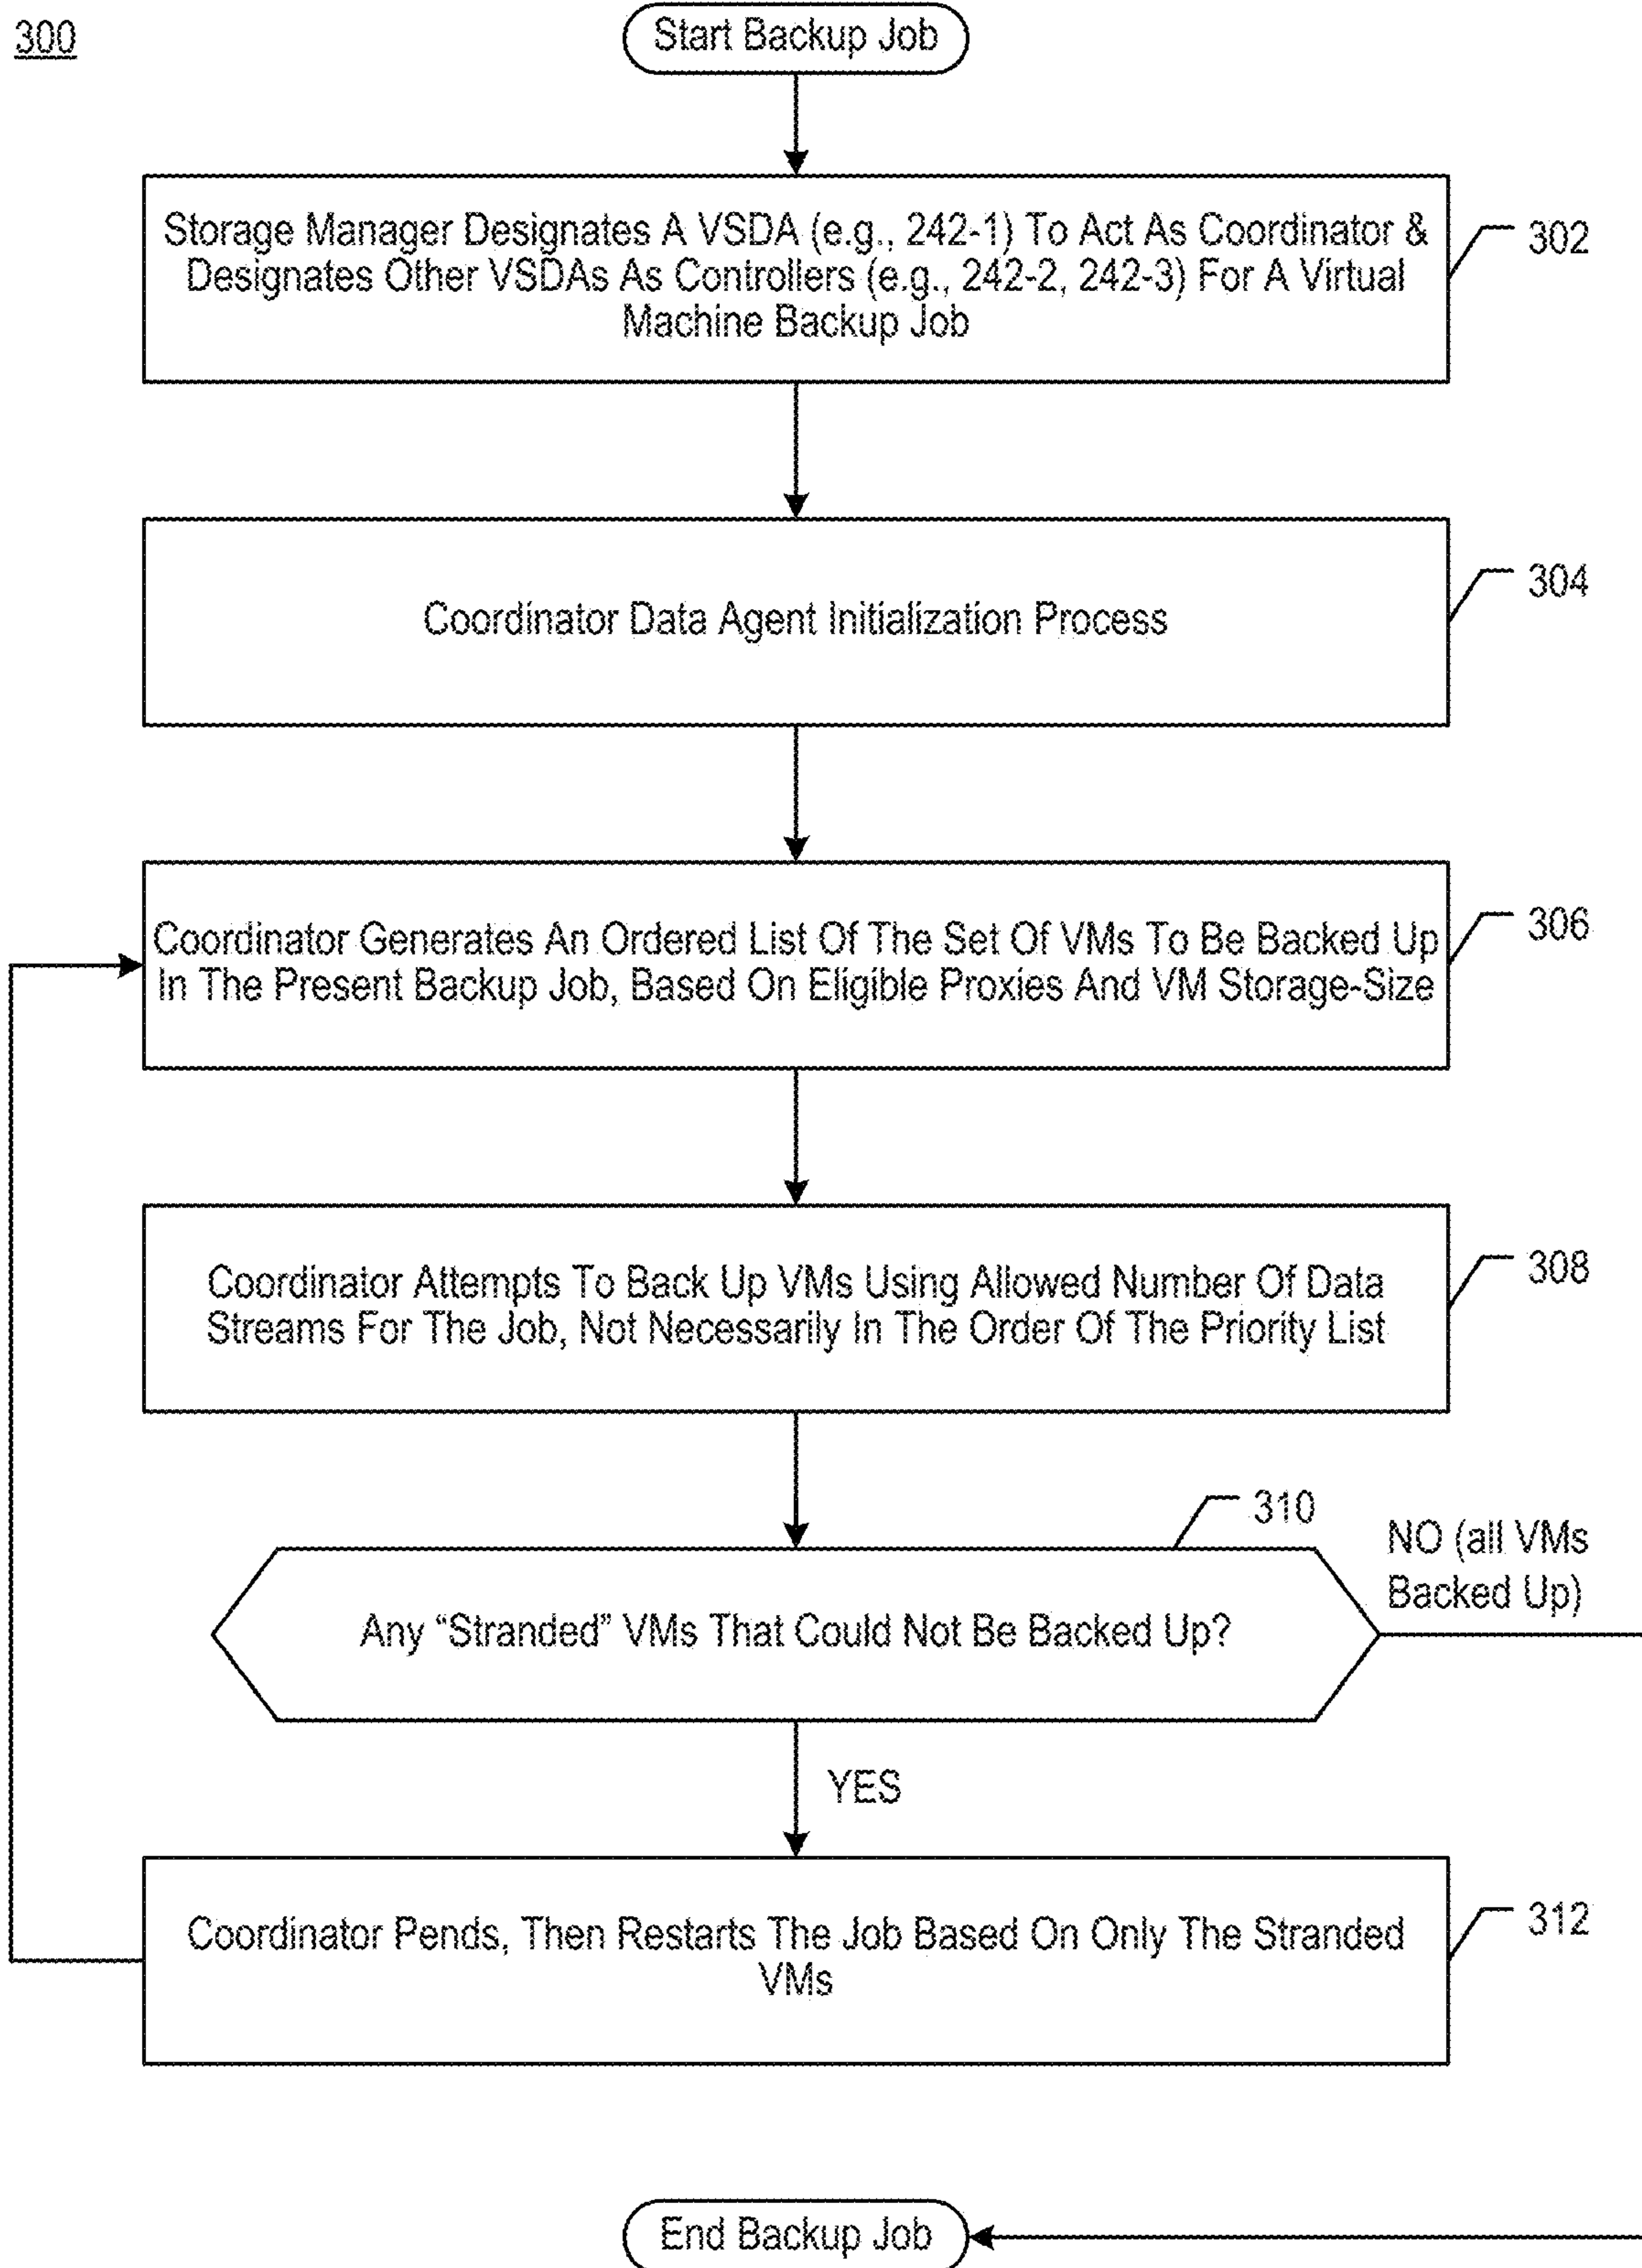 300
Start Backup Job
Storage Manager Designates A VSDA (e.g., 242-1) To Act As Coordinator &
Designates Other VSDAs As Controllers (e.g., 242-2, 242-3) For A Virtual
Machine Backup Job
302
Coordinator Data Agent Initialization Process
304
Coordinator Generates An Ordered List Of The Set Of VMs To Be Backed Up
In The Present Backup Job, Based On Eligible Proxies And VM Storage-Size
306
Coordinator Attempts To Back Up VMs Using Allowed Number Of Data
Streams For The Job, Not Necessarily In The Order Of The Priority List
308
310
NO (all VMs
Backed Up)
Any “Stranded” VMs That Could Not Be Backed Up?
YES
Coordinator Pends, Then Restarts The Job Based On Only The Stranded
VMs
312
End Backup Job